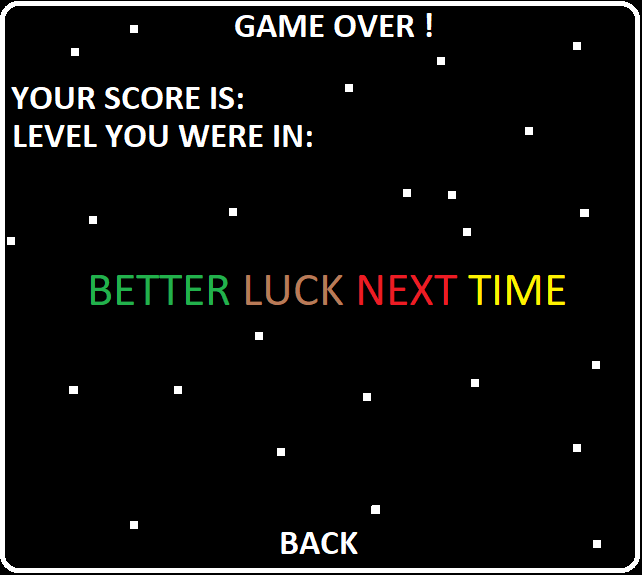 GAME OVER !
YOUR SCORE IS:
LEVEL YOU WERE IN:
BETTER LUCK NEXT TIME
BACK